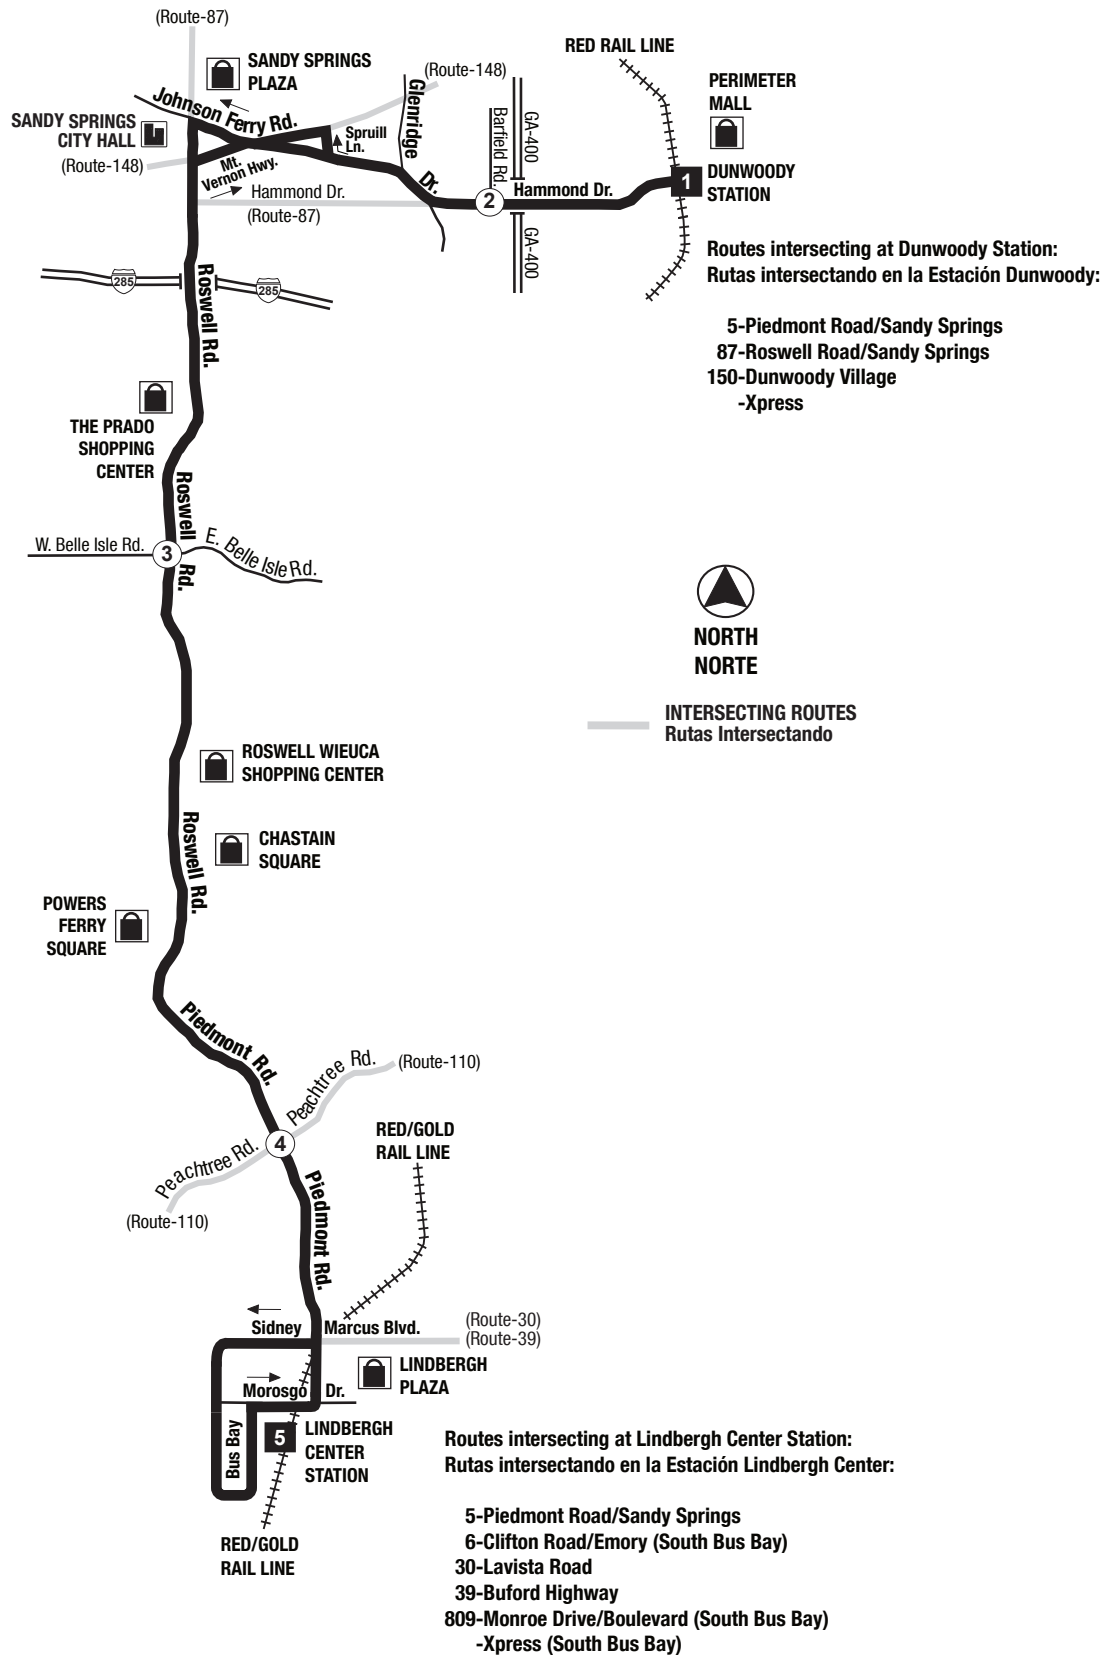 (Route-87)
SANDY SPRINGS
PLAZA
RED RAIL LINE
(Route-148)
PERIMETER
MALL
Johnson Ferry Rd.
Glenridge
Dr.
SANDY SPRINGS
CITY HALL
(Route-148)
Spruill
Ln.
Mt.
Vernon Hwy.
Barfield Rd.
GA-400
GA-400
Hammond Dr.
(Route-87)
2
Hammond Dr.
1
DUNWOODY
STATION
Routes intersecting at Dunwoody Station:
Rutas intersectando en la Estación Dunwoody:
5-Piedmont Road/Sandy Springs
87-Roswell Road/Sandy Springs
150-Dunwoody Village
-Xpress
285
285
Roswell Rd.
THE PRADO
SHOPPING
CENTER
Roswell
Rd.
W. Belle Isle Rd.
3
E. Belle Isle Rd.
NORTH
NORTE
INTERSECTING ROUTES
Rutas Intersectando
ROSWELL WIEUCA
SHOPPING CENTER
Roswell Rd.
CHASTAIN
SQUARE
POWERS
FERRY
SQUARE
Piedmont Rd.
Peachtree Rd.
(Route-110)
4
Peachtree Rd.
(Route-110)
RED/GOLD
RAIL LINE
Piedmont Rd.
Sidney Marcus Blvd.
(Route-30)
(Route-39)
LINDBERGH
PLAZA
Morosgo Dr.
Bus Bay
5
LINDBERGH
CENTER
STATION
RED/GOLD
RAIL LINE
Routes intersecting at Lindbergh Center Station:
Rutas intersectando en la Estación Lindbergh Center:
5-Piedmont Road/Sandy Springs
6-Clifton Road/Emory (South Bus Bay)
30-Lavista Road
39-Buford Highway
809-Monroe Drive/Boulevard (South Bus Bay)
-Xpress (South Bus Bay)